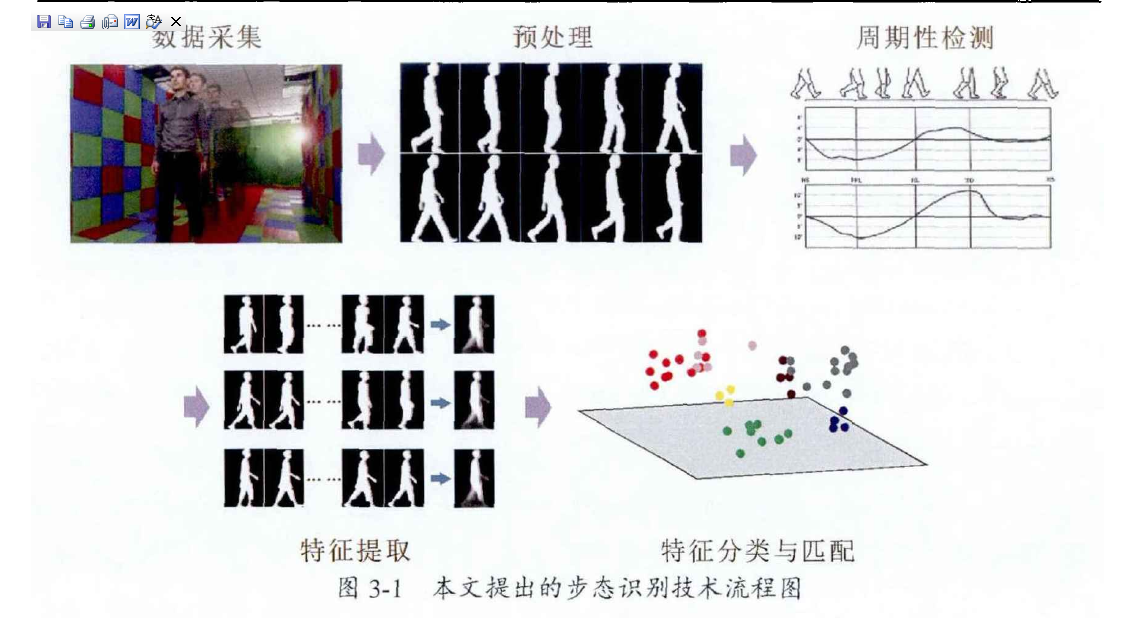 数据采集
预处理
周期性检测
特征提取
特征分类与匹配
图 3-1 本文提出的步态识别技术流程图